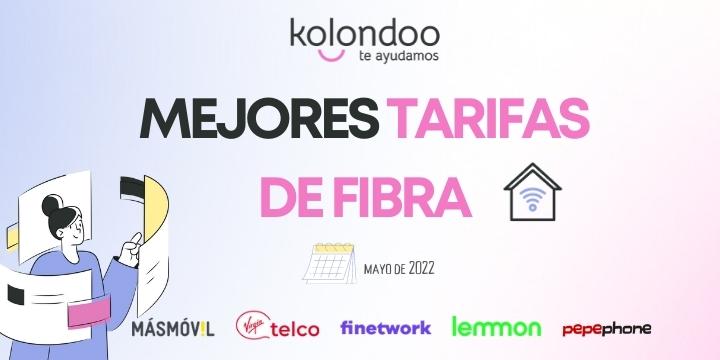 kolondoo
te ayudamos
MEJORES TARIFAS
DE FIBRA
MAYO DE 2022
MÁSMÓVIL Virgin telco finetwork lemmon pepephone